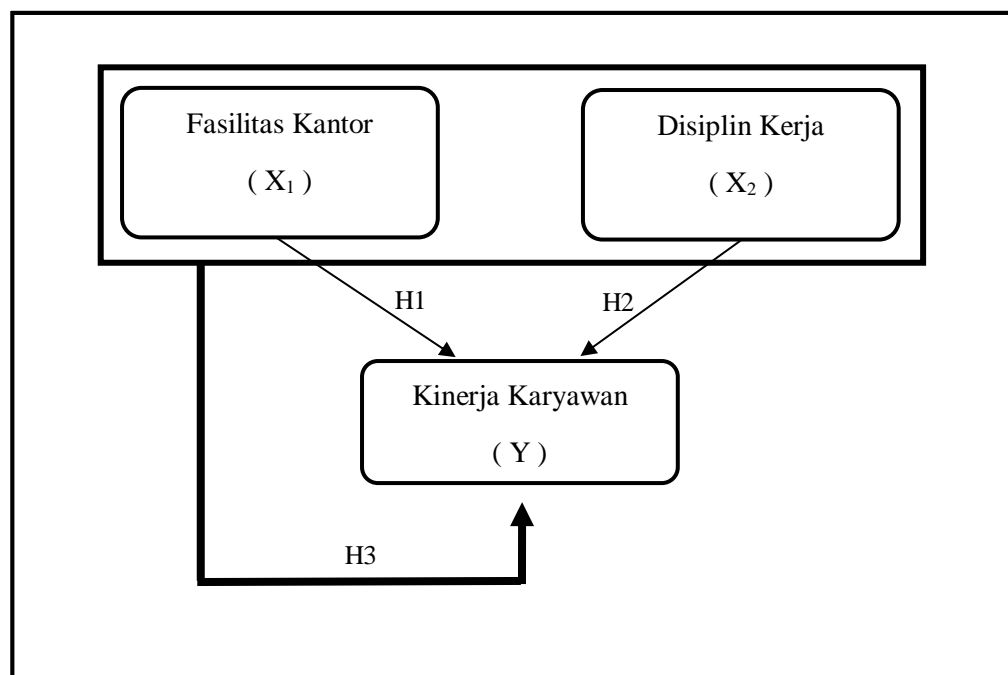 Fasilitas Kantor
( X₁ )
Disiplin Kerja
( X₂ )
H1
H2
Kinerja Karyawan
( Y )
H3